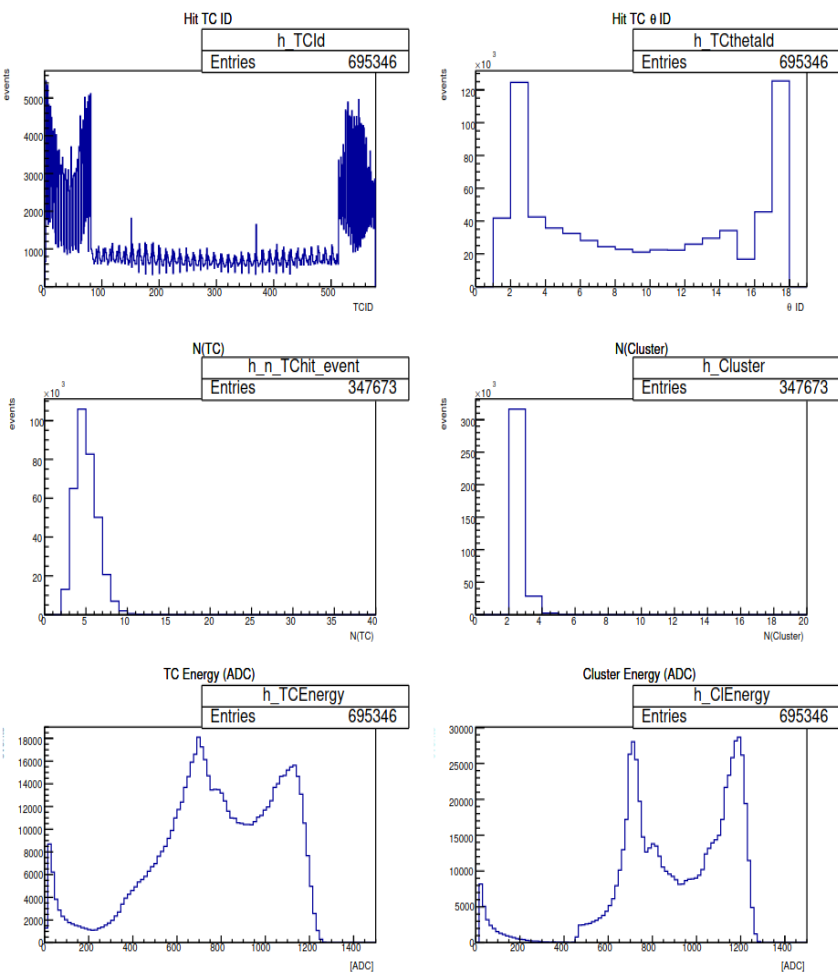 Hit TC ID
h_TCId
Entries 695346
events
5000
4000
3000
2000
1000
0
100 200 300 400 500
TCID
Hit TC θ ID
h_TCthetaId
Entries 695346
×10³
events
120
100
80
60
40
20
0
2 4 6 8 10 12 14 16 18
θ ID
N(TC)
h_n_TChit_event
Entries 347673
×10³
events
100
80
60
40
20
0
0 5 10 15 20 25 30 35 40
N(TC)
N(Cluster)
h_Cluster
Entries 347673
×10³
events
300
250
200
150
100
50
0
0 2 4 6 8 10 12 14 16 18 20
N(Cluster)
TC Energy (ADC)
h_TCEnergy
Entries 695346
18000
16000
14000
12000
10000
8000
6000
4000
2000
0
0 200 400 600 800 1000 1200 1400
[ADC]
Cluster Energy (ADC)
h_ClEnergy
Entries 695346
30000
25000
20000
15000
10000
5000
0
0 200 400 600 800 1000 1200 1400
[ADC]